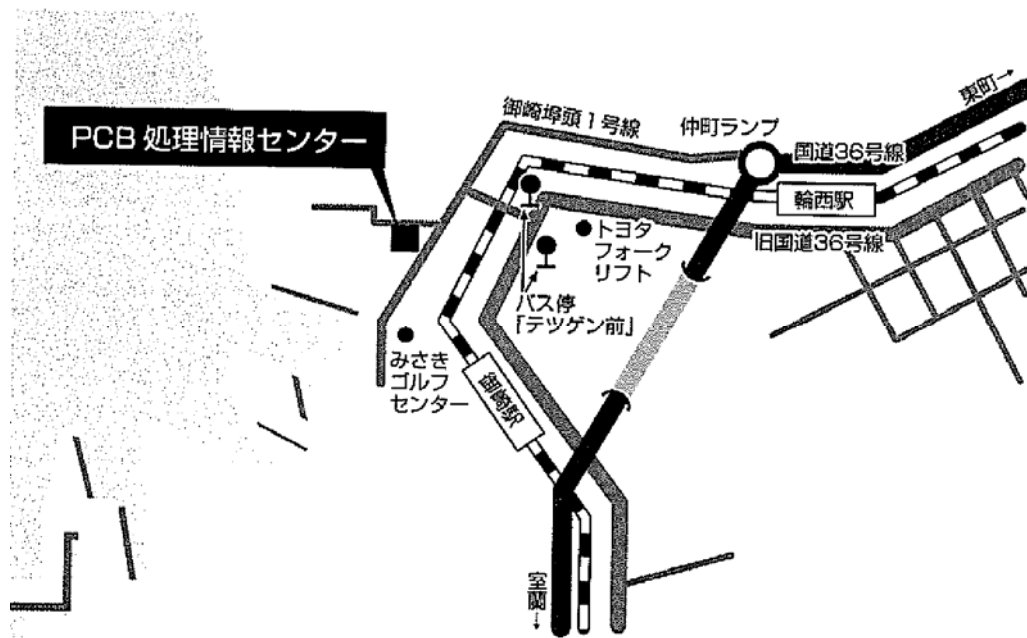 東町→
御崎埠頭1号線
仲町ランプ
PCB 処理情報センター
国道36号線
輪西駅
トヨタ
フォーク
リフト
旧国道36号線
バス停
「テツゲン前」
みさき
ゴルフ
センター
御崎駅
室蘭→